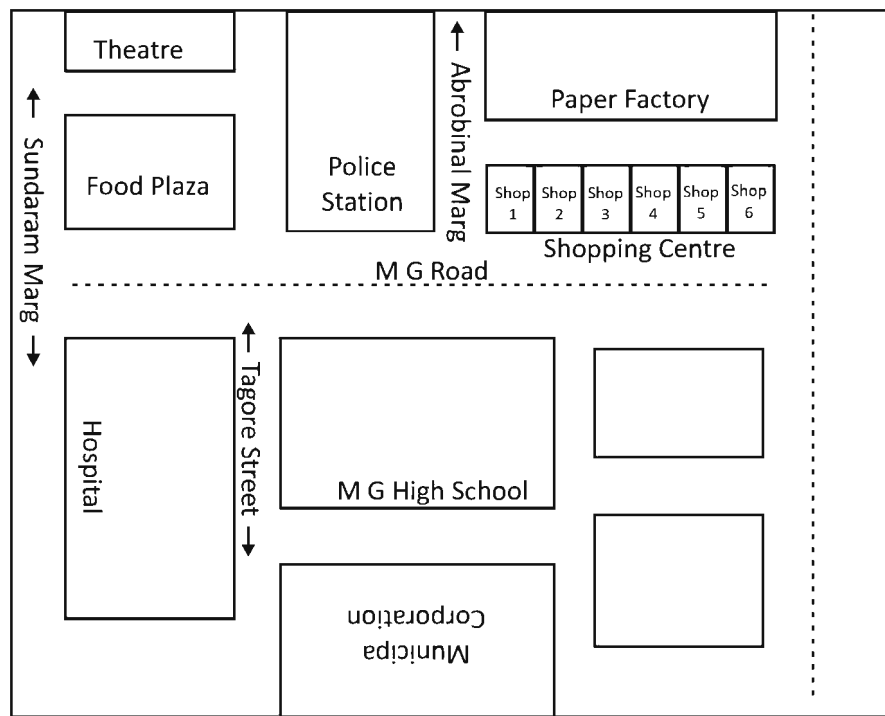 Theatre
Sundaram Marg
Food Plaza
Police
Station
Abrobinal Marg
Paper Factory
Shop
1
Shop
2
Shop
3
Shop
4
Shop
5
Shop
6
Shopping Centre
M G Road
Hospital
Tagore Street
M G High School
Municipa
Corporation